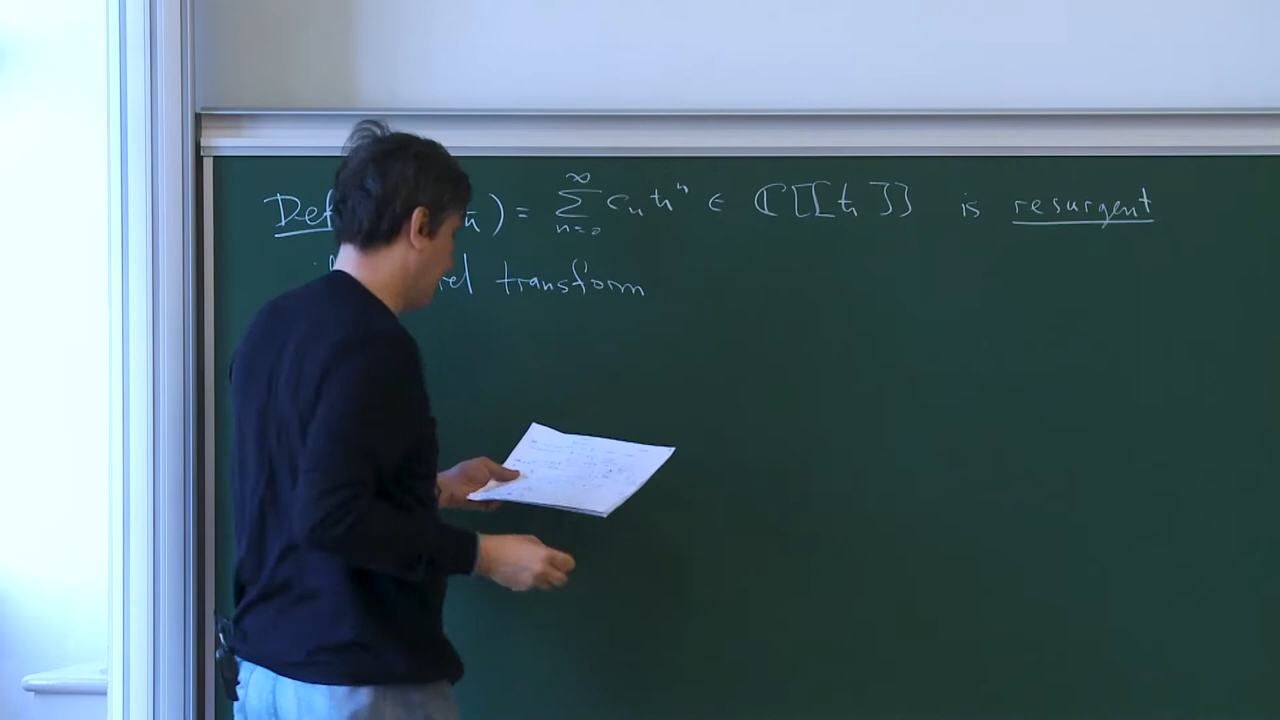 Def ℏ) = ∑_{n=0}^{∞} c_n ℏ^n ∈ ℂ[[ℏ]] is resurgent
rel transform